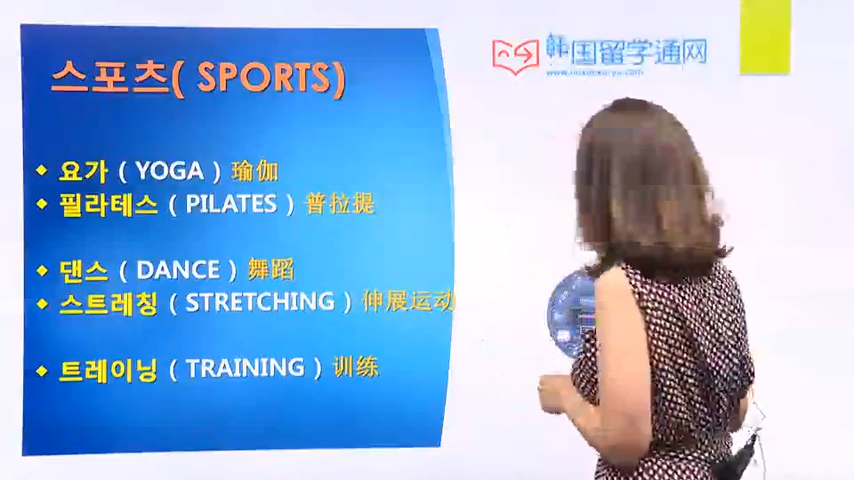 스포츠( SPORTS)
韩国留学通网
◆ 요가 ( YOGA ) 瑜伽
◆ 필라테스 ( PILATES ) 普拉提
◆ 댄스 ( DANCE ) 舞蹈
◆ 스트레칭 ( STRETCHING ) 伸展运动
◆ 트레이닝 ( TRAINING ) 训练